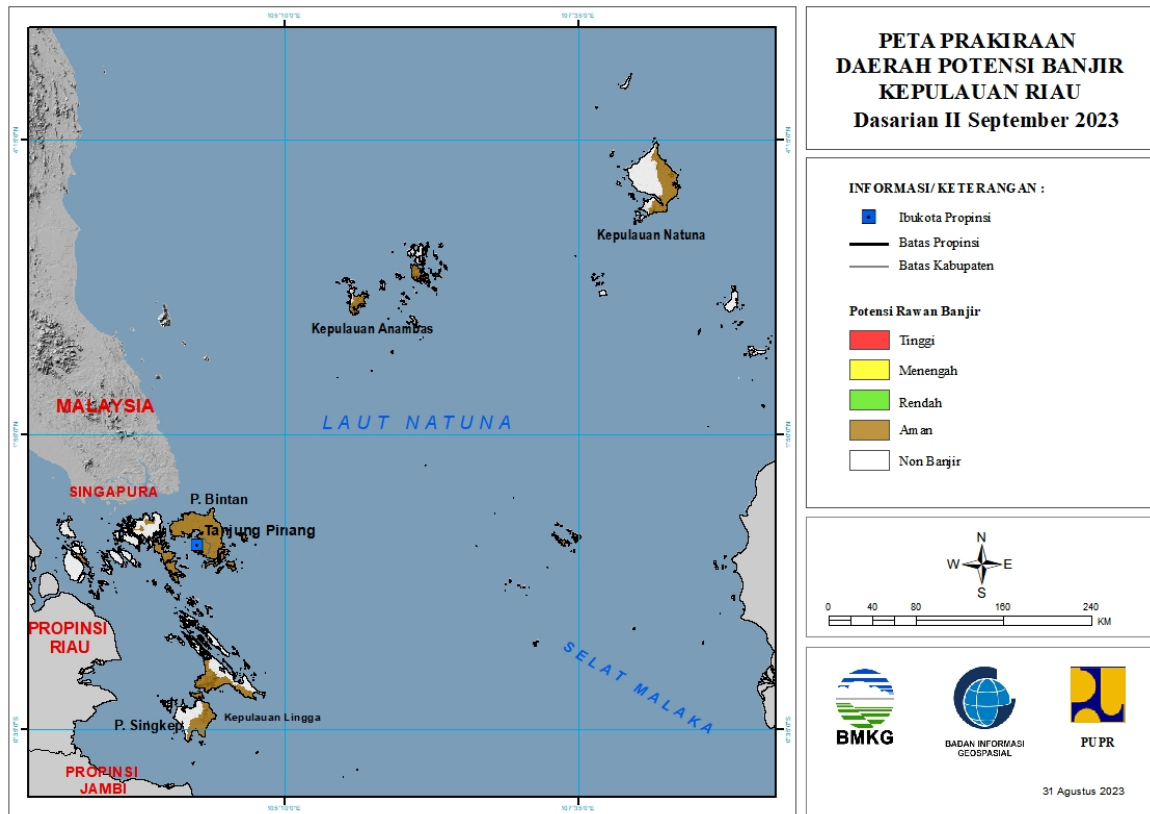 PETA PRAKIRAAN
DAERAH POTENSI BANJIR
KEPULAUAN RIAU
Dasarian II September 2023
INFORMASI/ KETERANGAN :
Ibukota Propinsi
Batas Propinsi
Batas Kabupaten
Potensi Rawan Banjir
Tinggi
Menengah
Rendah
Aman
Non Banjir
N
W E
S
0 40 80 160 240
KM
BMKG
BADAN INFORMASI
GEOSPASIAL
PUPR
31 Agustus 2023
Kepulauan Natuna
Kepulauan Anambas
MALAYSIA
LAUT NATUNA
SINGAPURA
P. Bintan
Tanjung Pinang
PROPINSI
RIAU
SELAT MALAKA
P. Singkep
Kepulauan Lingga
PROPINSI
JAMBI